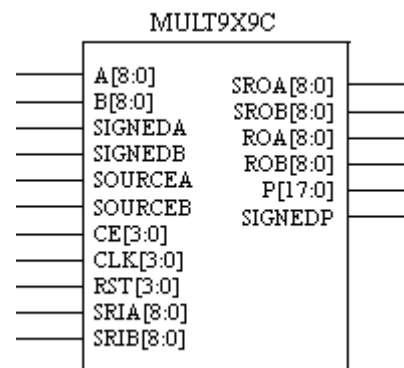 MULT9X9C
A[8:0]
B[8:0]
SIGNEDA
SIGNEDB
SOURCEA
SOURCEB
CE[3:0]
CLK[3:0]
RST[3:0]
SRIA[8:0]
SRIB[8:0]
SROA[8:0]
SROB[8:0]
ROA[8:0]
ROB[8:0]
P[17:0]
SIGNEDP